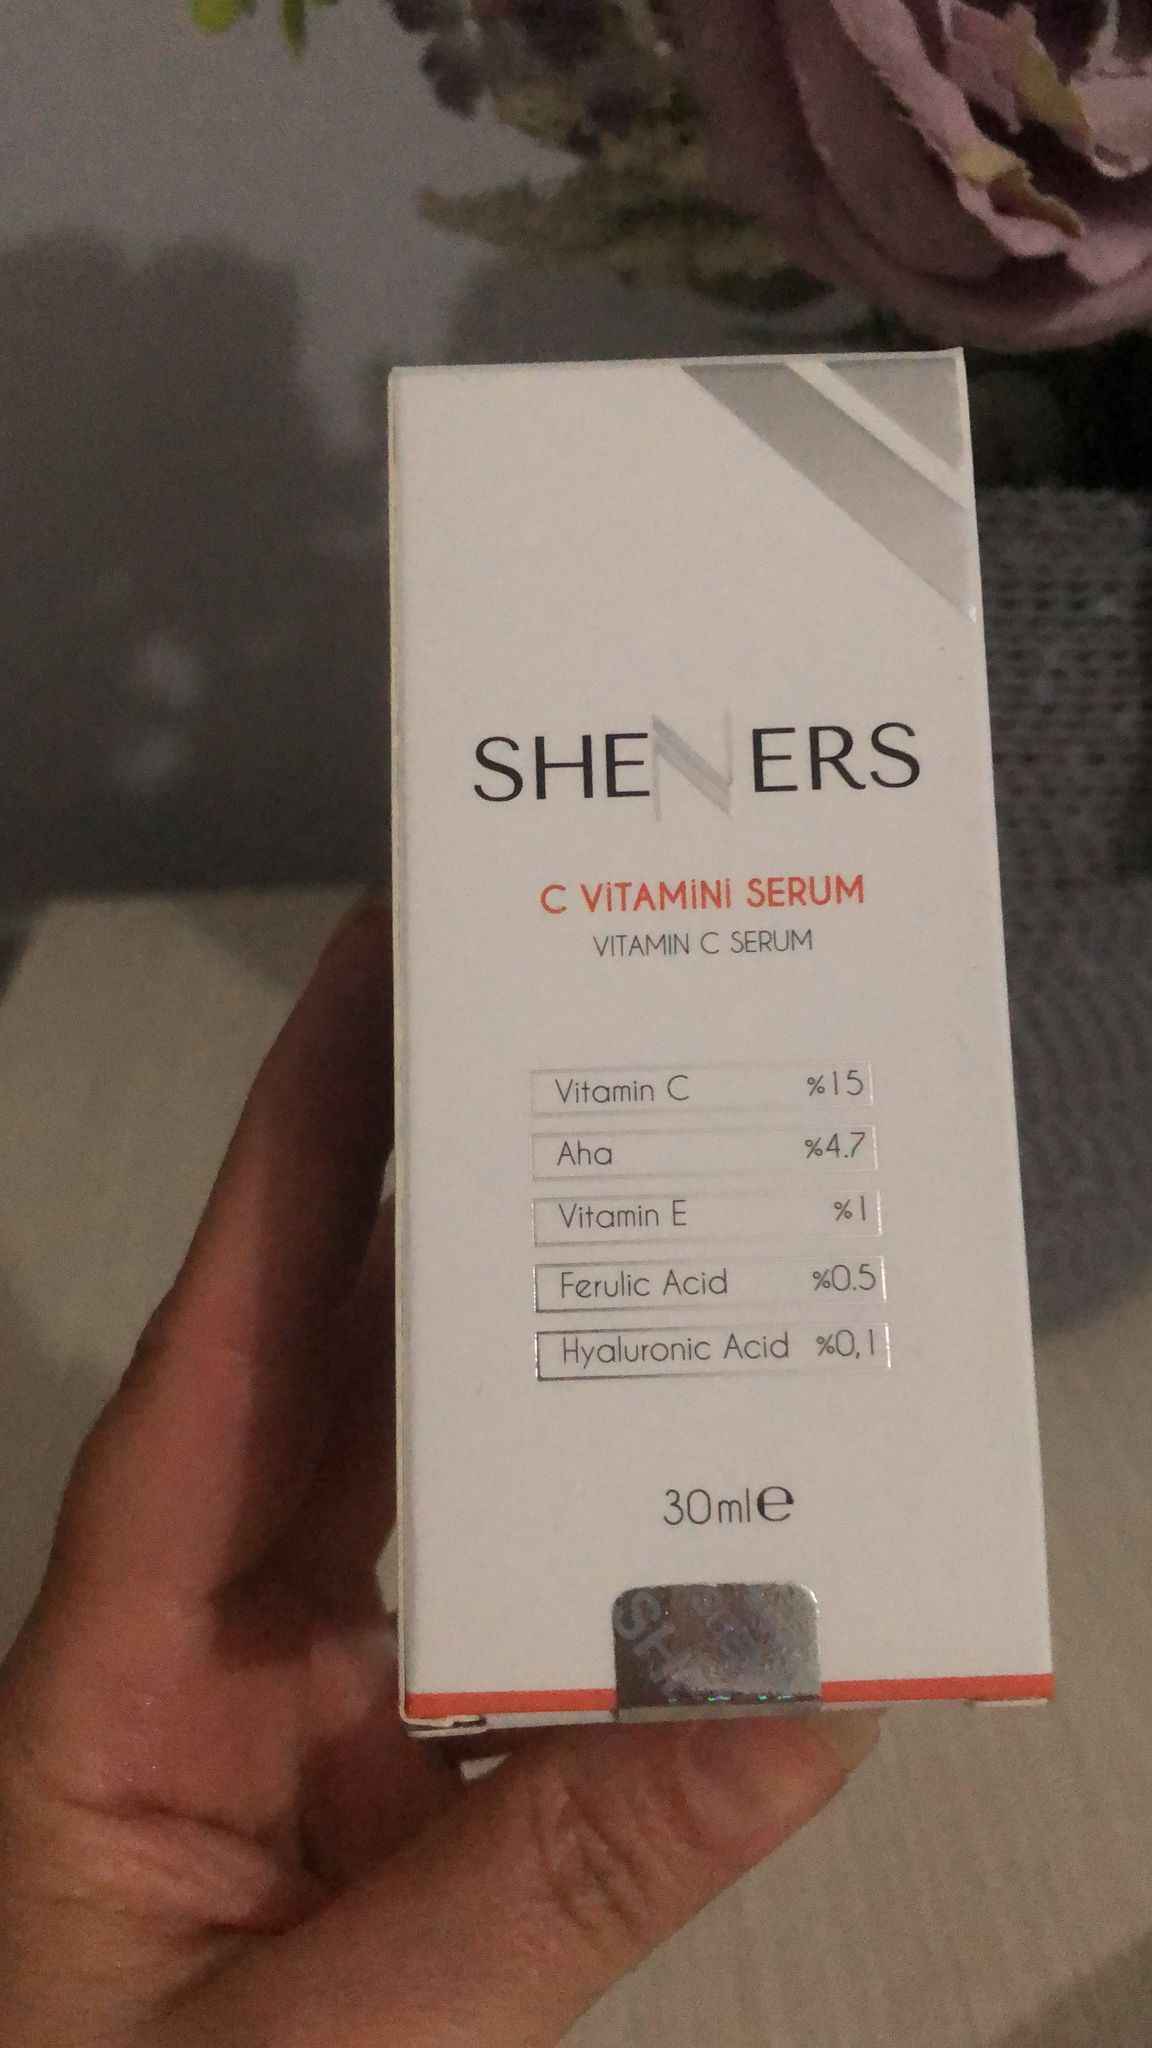 SHENERS
C VİTAMİNİ SERUM
VITAMIN C SERUM
Vitamin C %15
Aha %4.7
Vitamin E %1
Ferulic Acid %0.5
Hyaluronic Acid %0,1
30ml℮